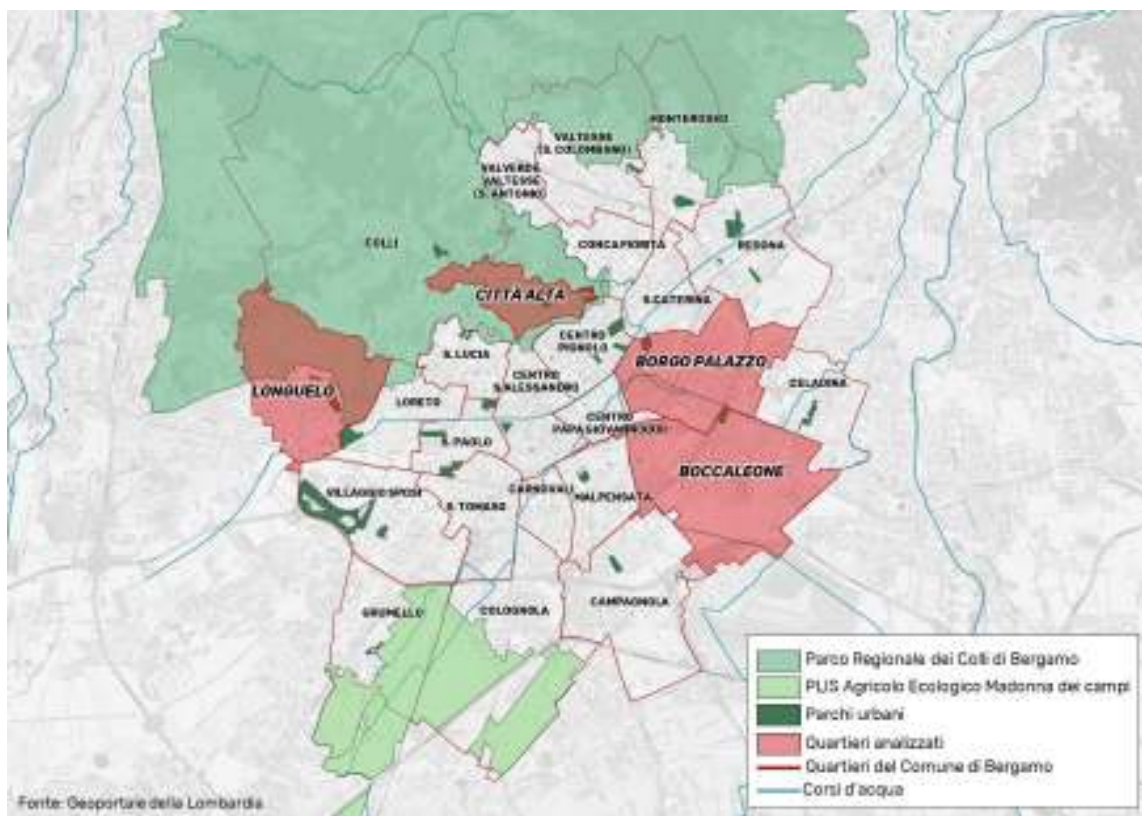 MONTEROSSO
VALTESSE
(S. COLOMBANO)
VALVERDE
VALTESSE
(S. ANTONIO)
COLLI
CONCA FIORITA
REDONA
CITTÀ ALTA
S.CATERINA
CENTRO
PIGNOLO
S. LUCIA
BORGO PALAZZO
CENTRO
S.ALESSANDRO
CELADINA
LONGUELO
LORETO
CENTRO
PAPA GIOVANNI XXIII
S. PAOLO
BOCCALEONE
VILLAGGIO SPOSI
CARNOVALI
MALPENSATA
S. TOMASO
GRUMELLO
COLOGNOLA
CAMPAGNOLA
Parco Regionale dei Colli di Bergamo
PLIS Agricolo Ecologico Madonna dei campi
Parchi urbani
Quartieri analizzati
Quartieri del Comune di Bergamo
Corsi d'acqua
Fonte: Geoportale della Lombardia